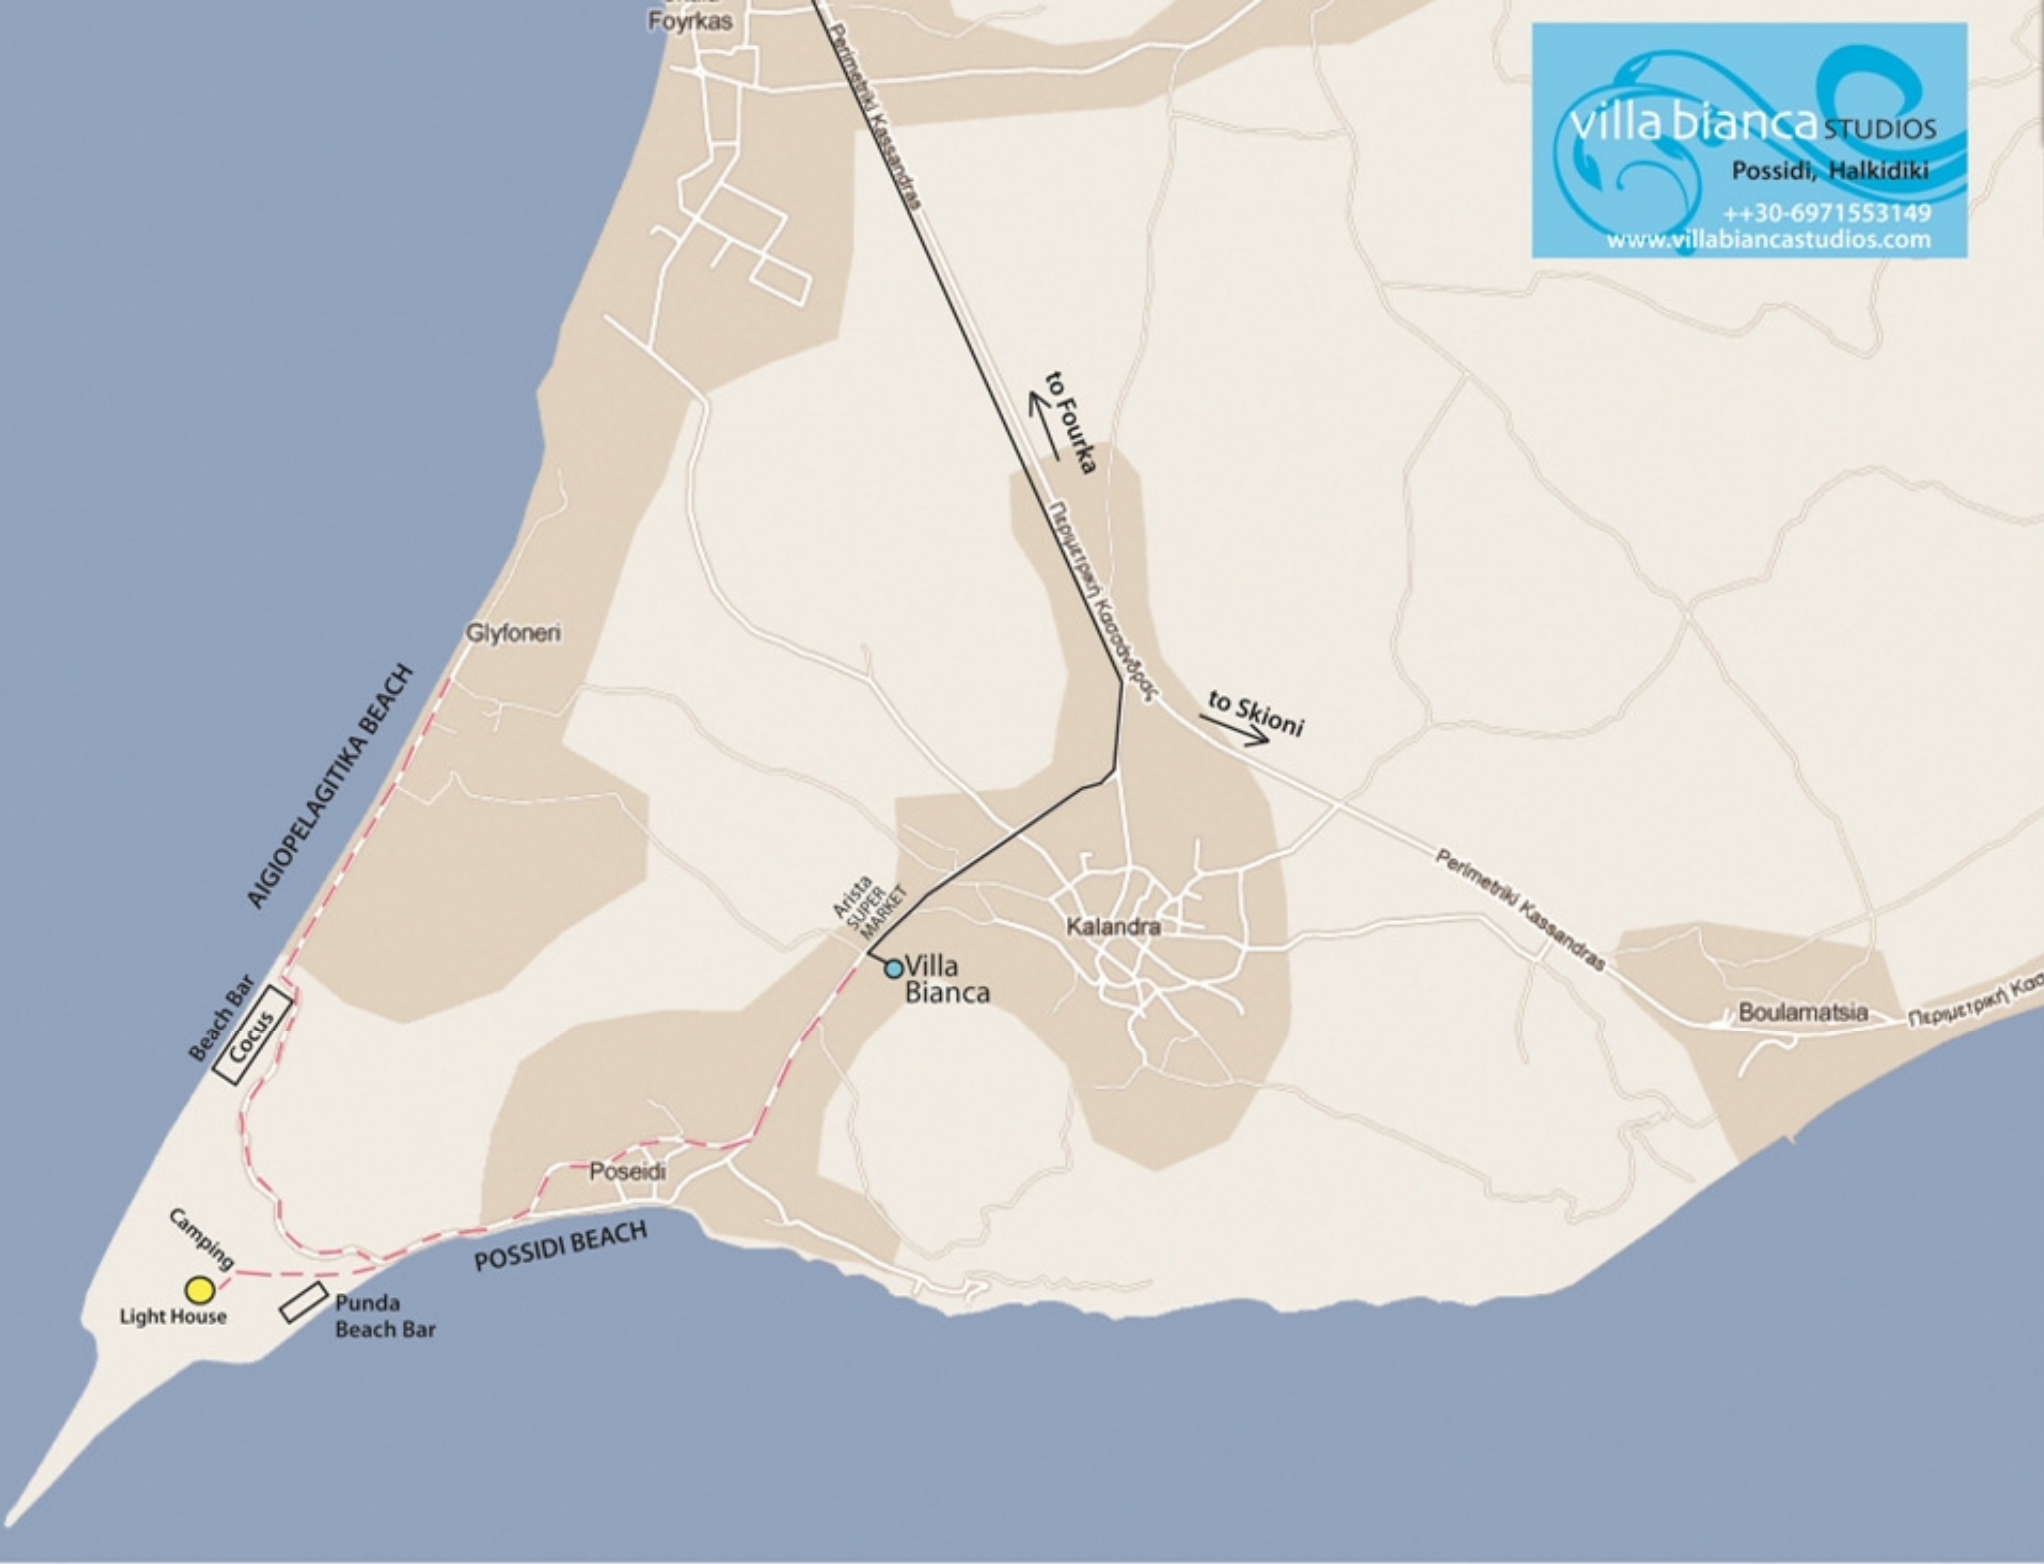 Foyrkas
Perimetriki Kassandras
villa bianca STUDIOS
Possidi, Halkidiki
++30-6971553149
www.villabiancastudios.com
to Fourka
Περιμετρική Κασσάνδρας
Glyfoneri
AIGIOPELAGITIKA BEACH
to Skioni
Perimetriki Kassandras
Arista
SUPER
MARKET
Kalandra
Villa
Bianca
Boulamatsia
Περιμετρική Κασ
Beach Bar
Cocus
Poseidi
POSSIDI BEACH
Camping
Light House
Punda
Beach Bar